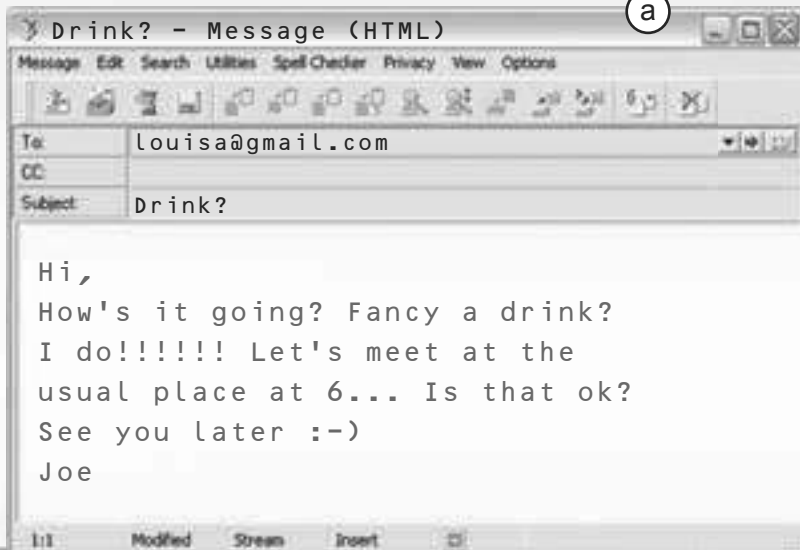 a
Drink? - Message (HTML)
Message Edit Search Utilities Spell Checker Privacy View Options
To: louisa@gmail.com
CC:
Subject: Drink?
Hi,
How's it going? Fancy a drink?
I do!!!!!! Let's meet at the
usual place at 6... Is that ok?
See you later :-)
Joe
1:1 Modified Stream Insert